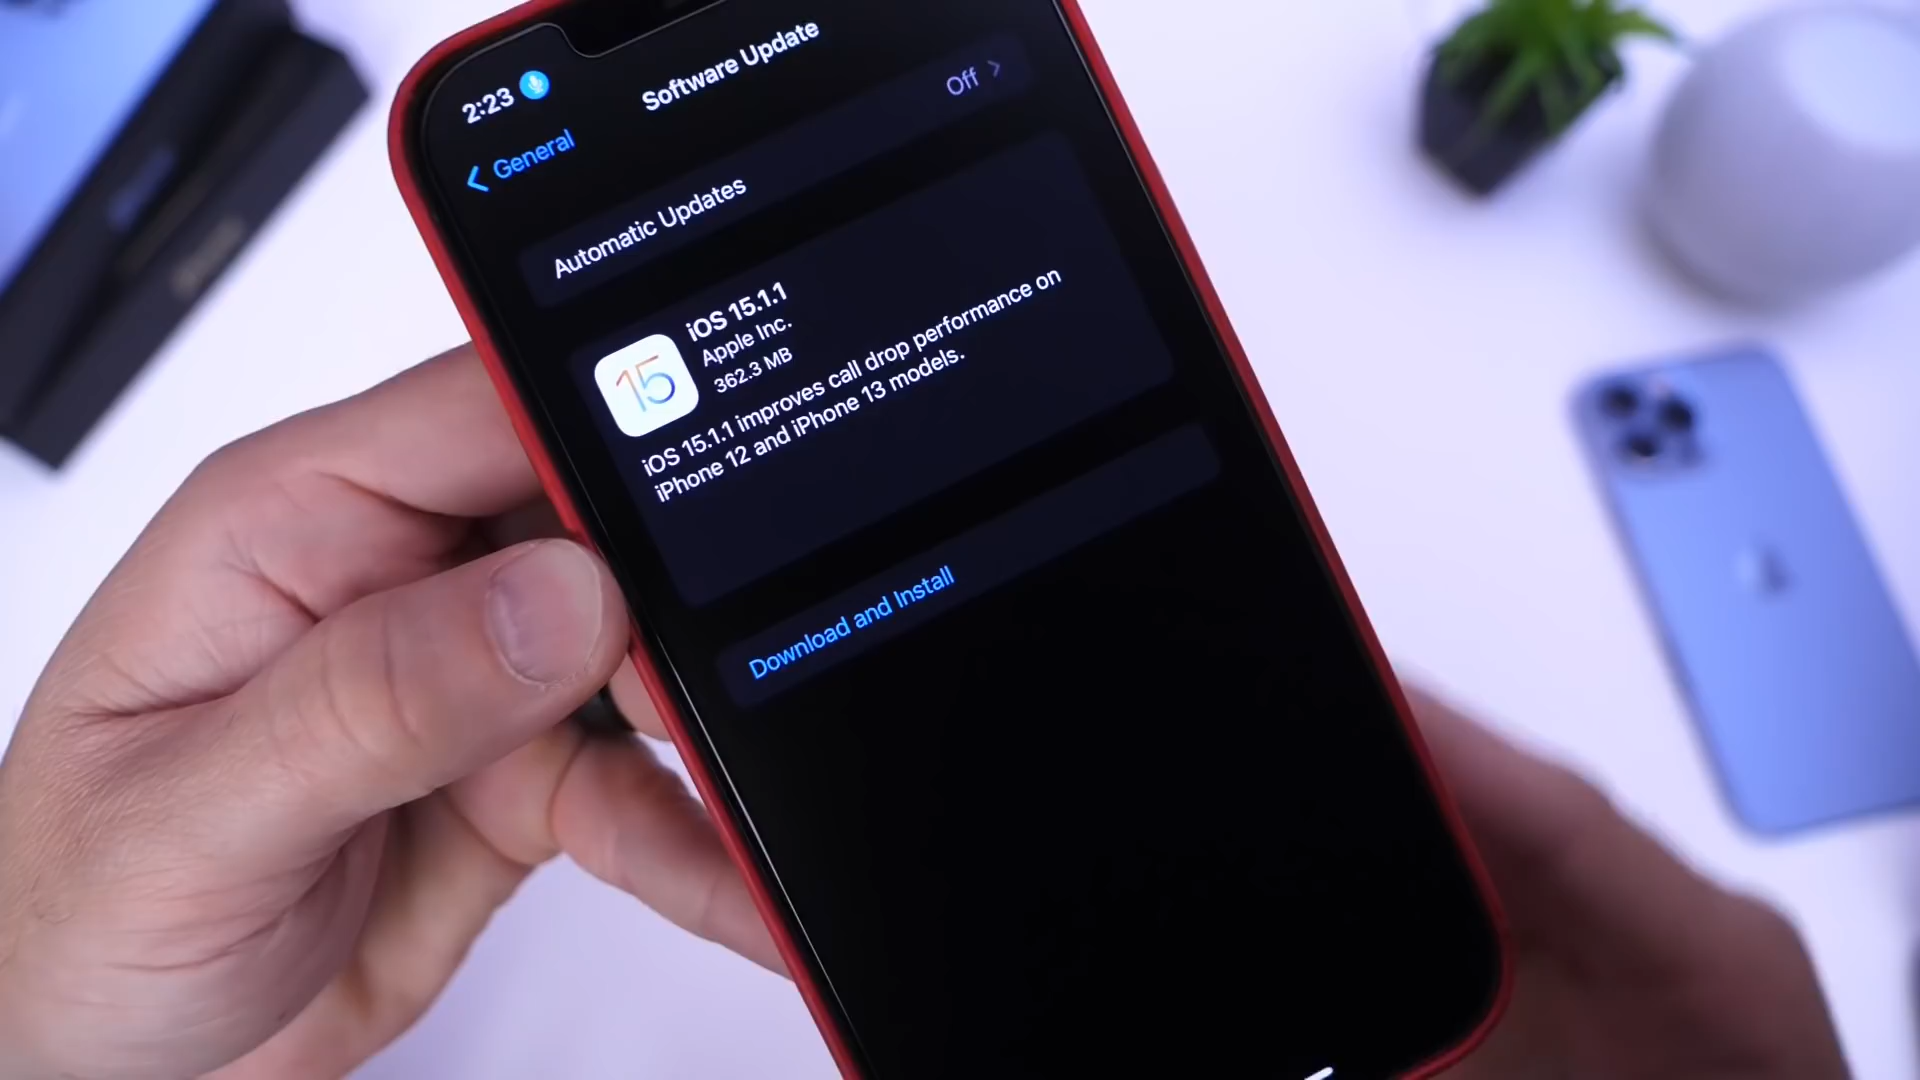 2:23
Software Update
General
Automatic Updates
Off
15
iOS 15.1.1
Apple Inc.
362.3 MB
iOS 15.1.1 improves call drop performance on
iPhone 12 and iPhone 13 models.
Download and Install